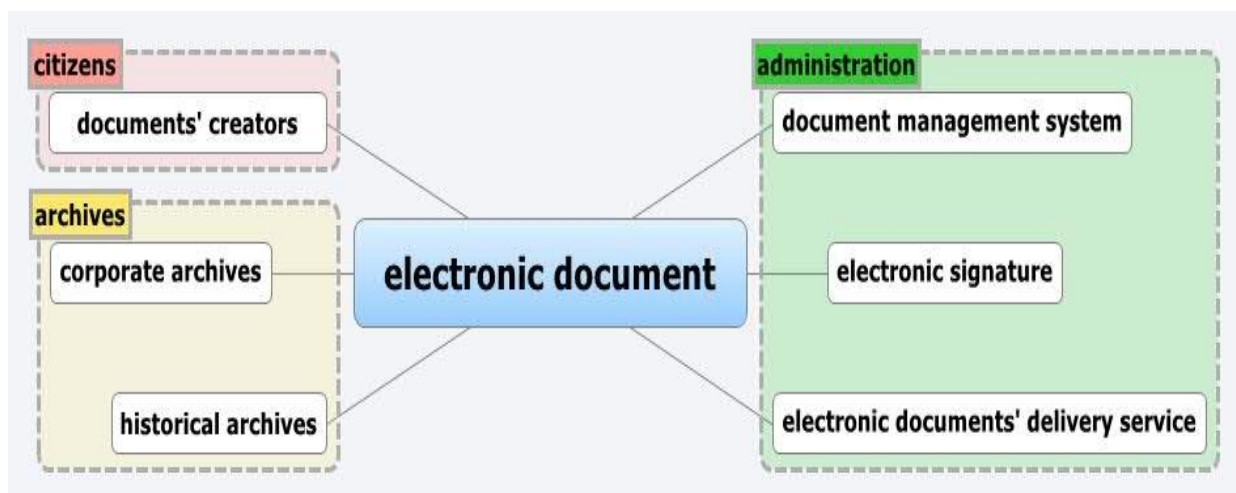 citizens
documents' creators
archives
corporate archives
historical archives
electronic document
administration
document management system
electronic signature
electronic documents' delivery service